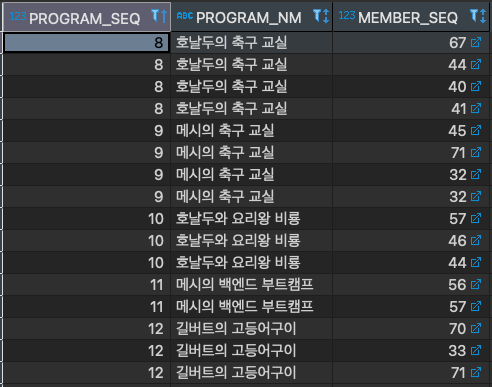 123 PROGRAM_SEQ ABC PROGRAM_NM 123 MEMBER_SEQ
8 호날두의 축구 교실 67
8 호날두의 축구 교실 44
8 호날두의 축구 교실 40
8 호날두의 축구 교실 41
9 메시의 축구 교실 45
9 메시의 축구 교실 71
9 메시의 축구 교실 32
9 메시의 축구 교실 32
10 호날두와 요리왕 비룡 57
10 호날두와 요리왕 비룡 46
10 호날두와 요리왕 비룡 44
11 메시의 백엔드 부트캠프 56
11 메시의 백엔드 부트캠프 57
12 길버트의 고등어구이 70
12 길버트의 고등어구이 33
12 길버트의 고등어구이 71